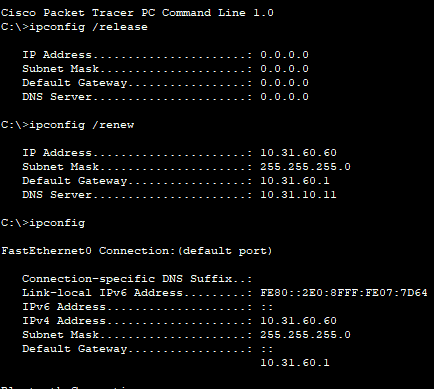 Cisco Packet Tracer PC Command Line 1.0
C:\>ipconfig /release
IP Address......................: 0.0.0.0
Subnet Mask.....................: 0.0.0.0
Default Gateway.................: 0.0.0.0
DNS Server......................: 0.0.0.0
C:\>ipconfig /renew
IP Address......................: 10.31.60.60
Subnet Mask.....................: 255.255.255.0
Default Gateway.................: 10.31.60.1
DNS Server......................: 10.31.10.11
C:\>ipconfig
FastEthernet0 Connection:(default port)
Connection-specific DNS Suffix..:
Link-local IPv6 Address.........: FE80::2E0:8FFF:FE07:7D64
IPv6 Address....................: ::
IPv4 Address....................: 10.31.60.60
Subnet Mask.....................: 255.255.255.0
Default Gateway.................: ::
10.31.60.1